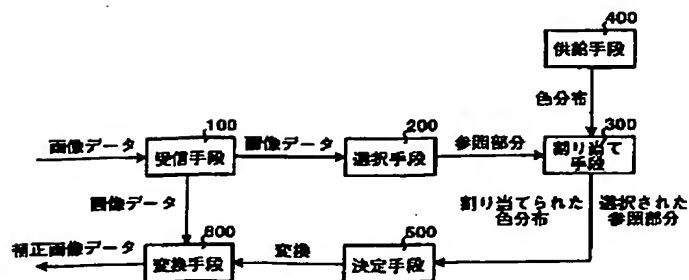 400
供給手段
色分布
画像データ
100
受信手段
画像データ
200
選択手段
参照部分
300
割り当て
手段
画像データ
割り当てられた
色分布
選択された
参照部分
補正画像データ
800
変換手段
変換
500
決定手段